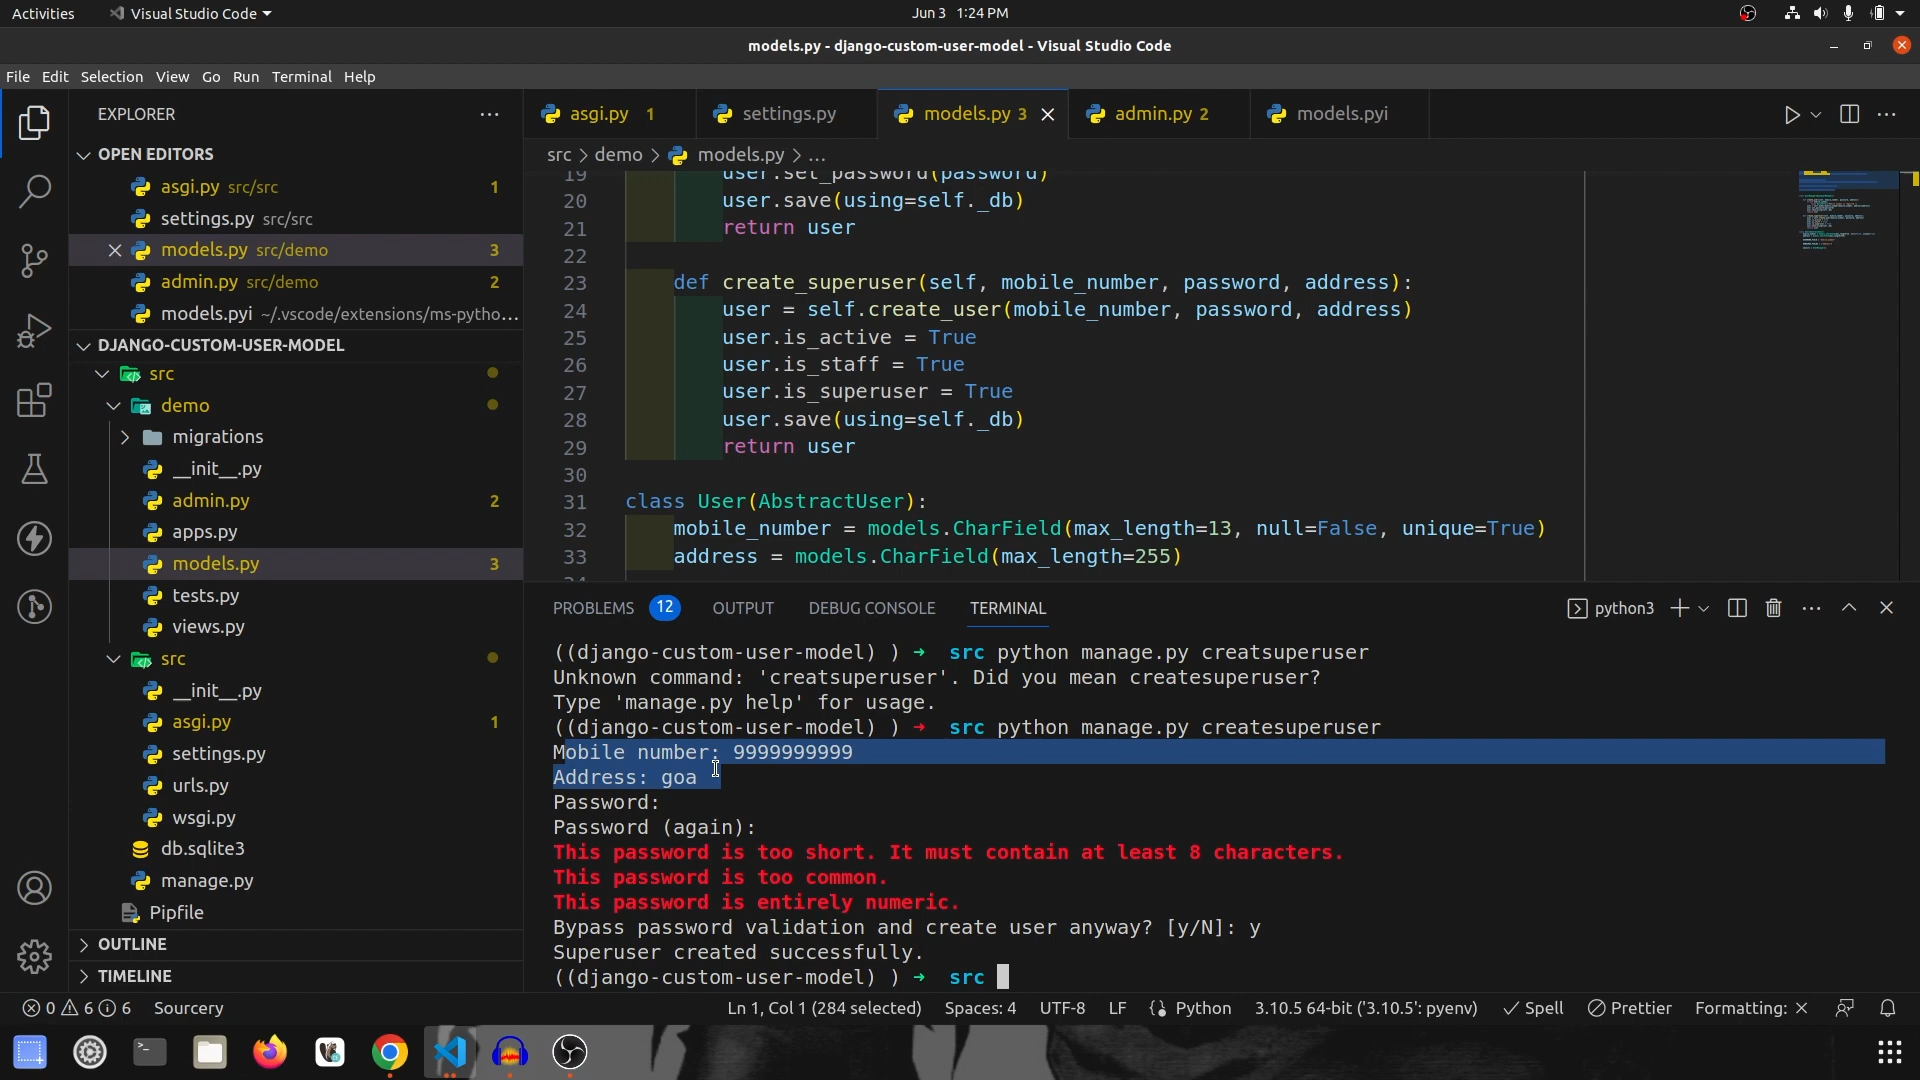 Activities
Visual Studio Code
Jun 3 1:24 PM
models.py - django-custom-user-model - Visual Studio Code
File Edit Selection View Go Run Terminal Help
EXPLORER
OPEN EDITORS
asgi.py src/src 1
settings.py src/src
models.py src/demo 3
admin.py src/demo 2
models.pyi ~/.vscode/extensions/ms-pytho...
DJANGO-CUSTOM-USER-MODEL
src
demo
migrations
__init__.py
admin.py 2
apps.py
models.py 3
tests.py
views.py
src
__init__.py
asgi.py 1
settings.py
urls.py
wsgi.py
db.sqlite3
manage.py
Pipfile
OUTLINE
TIMELINE
asgi.py 1
settings.py
models.py 3
admin.py 2
models.pyi
src > demo > models.py > ...
19 user.set_password(password)
20 user.save(using=self._db)
21 return user
22
23 def create_superuser(self, mobile_number, password, address):
24 user = self.create_user(mobile_number, password, address)
25 user.is_active = True
26 user.is_staff = True
27 user.is_superuser = True
28 user.save(using=self._db)
29 return user
30
31 class User(AbstractUser):
32 mobile_number = models.CharField(max_length=13, null=False, unique=True)
33 address = models.CharField(max_length=255)
PROBLEMS 12 OUTPUT DEBUG CONSOLE TERMINAL
python3
((django-custom-user-model) ) ➜ src python manage.py creatsuperuser
Unknown command: 'creatsuperuser'. Did you mean createsuperuser?
Type 'manage.py help' for usage.
((django-custom-user-model) ) ➜ src python manage.py createsuperuser
Mobile number: 9999999999
Address: goa
Password:
Password (again):
This password is too short. It must contain at least 8 characters.
This password is too common.
This password is entirely numeric.
Bypass password validation and create user anyway? [y/N]: y
Superuser created successfully.
((django-custom-user-model) ) ➜ src
0 6 6 Sourcery
Ln 1, Col 1 (284 selected) Spaces: 4 UTF-8 LF Python 3.10.5 64-bit ('3.10.5': pyenv) Spell Prettier Formatting: ×